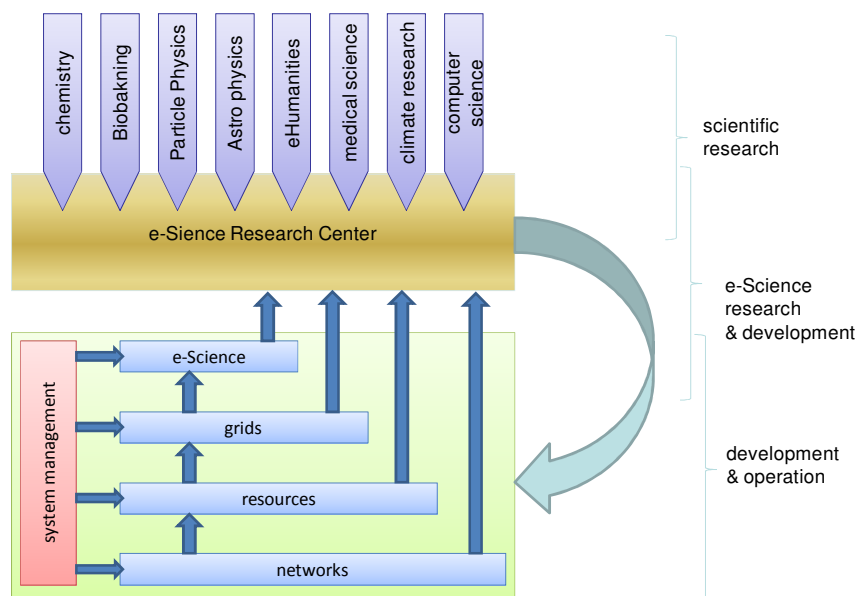 chemistry
Biobakning
Particle Physics
Astro physics
eHumanities
medical science
climate research
computer
science
scientific
research
e-Sience Research Center
e-Science
research
& development
system management
e-Science
grids
development
& operation
resources
networks